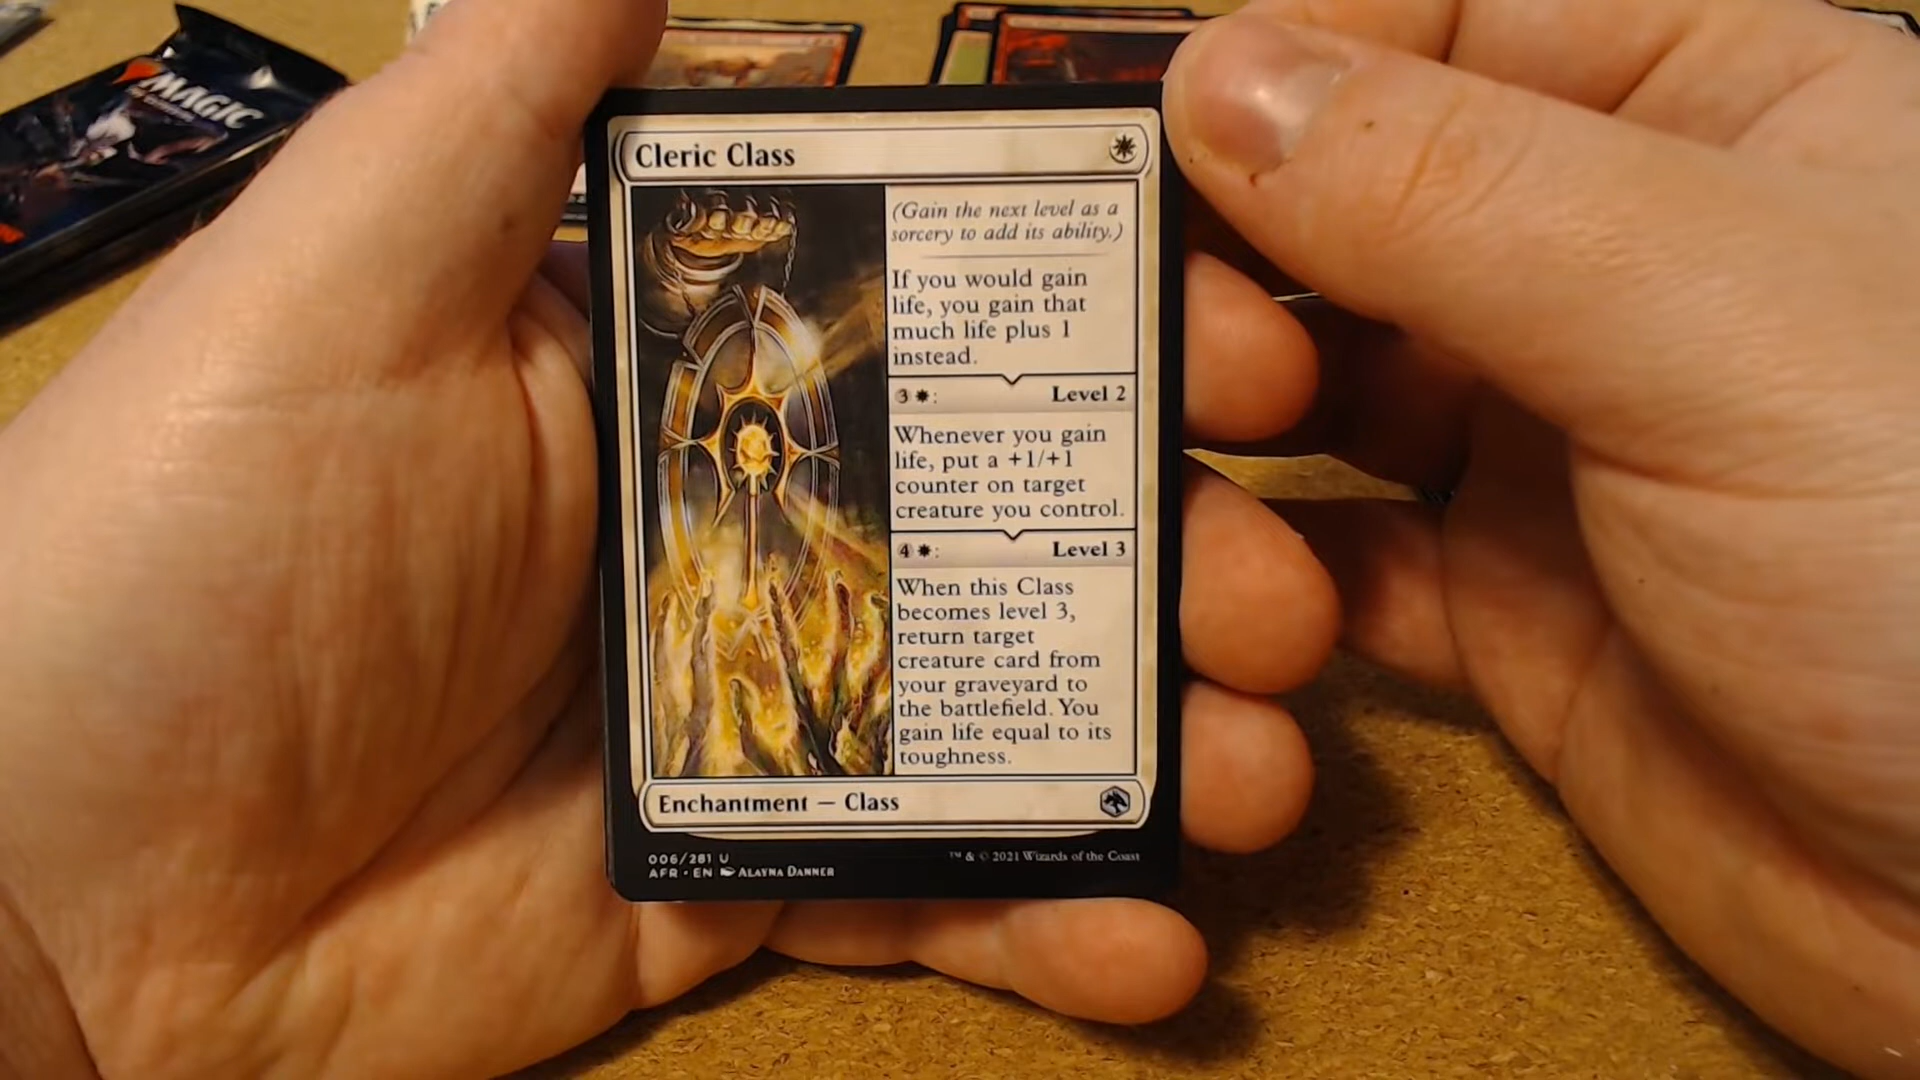 MAGIC
Cleric Class
(Gain the next level as a
sorcery to add its ability.)
If you would gain
life, you gain that
much life plus 1
instead.
3 : Level 2
Whenever you gain
life, put a +1/+1
counter on target
creature you control.
4 : Level 3
When this Class
becomes level 3,
return target
creature card from
your graveyard to
the battlefield. You
gain life equal to its
toughness.
Enchantment — Class
006/281 U
AFR • EN ALAYNA DANNER
™ & © 2021 Wizards of the Coast